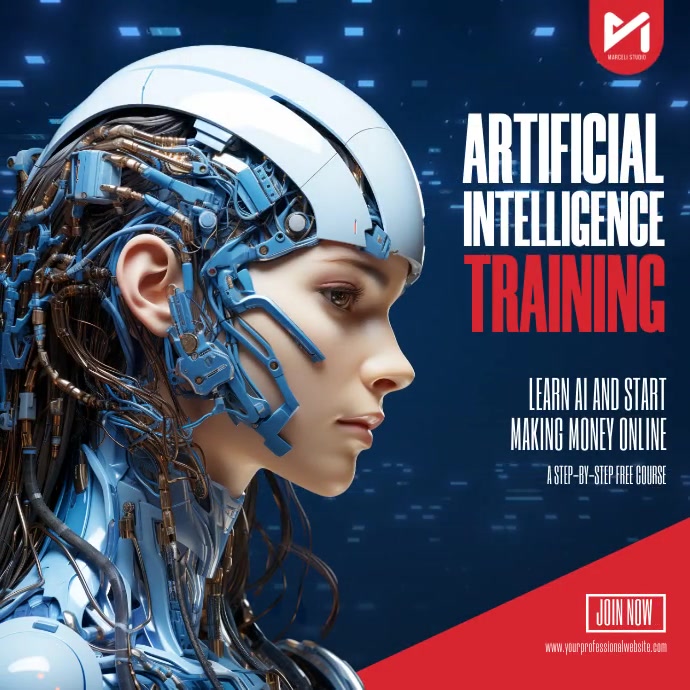 MARCELI STUDIO
ARTIFICIAL
INTELLIGENCE
TRAINING
LEARN AI AND START
MAKING MONEY ONLINE
A STEP-BY-STEP FREE COURSE
JOIN NOW
www.yourprofessionalwebsite.com